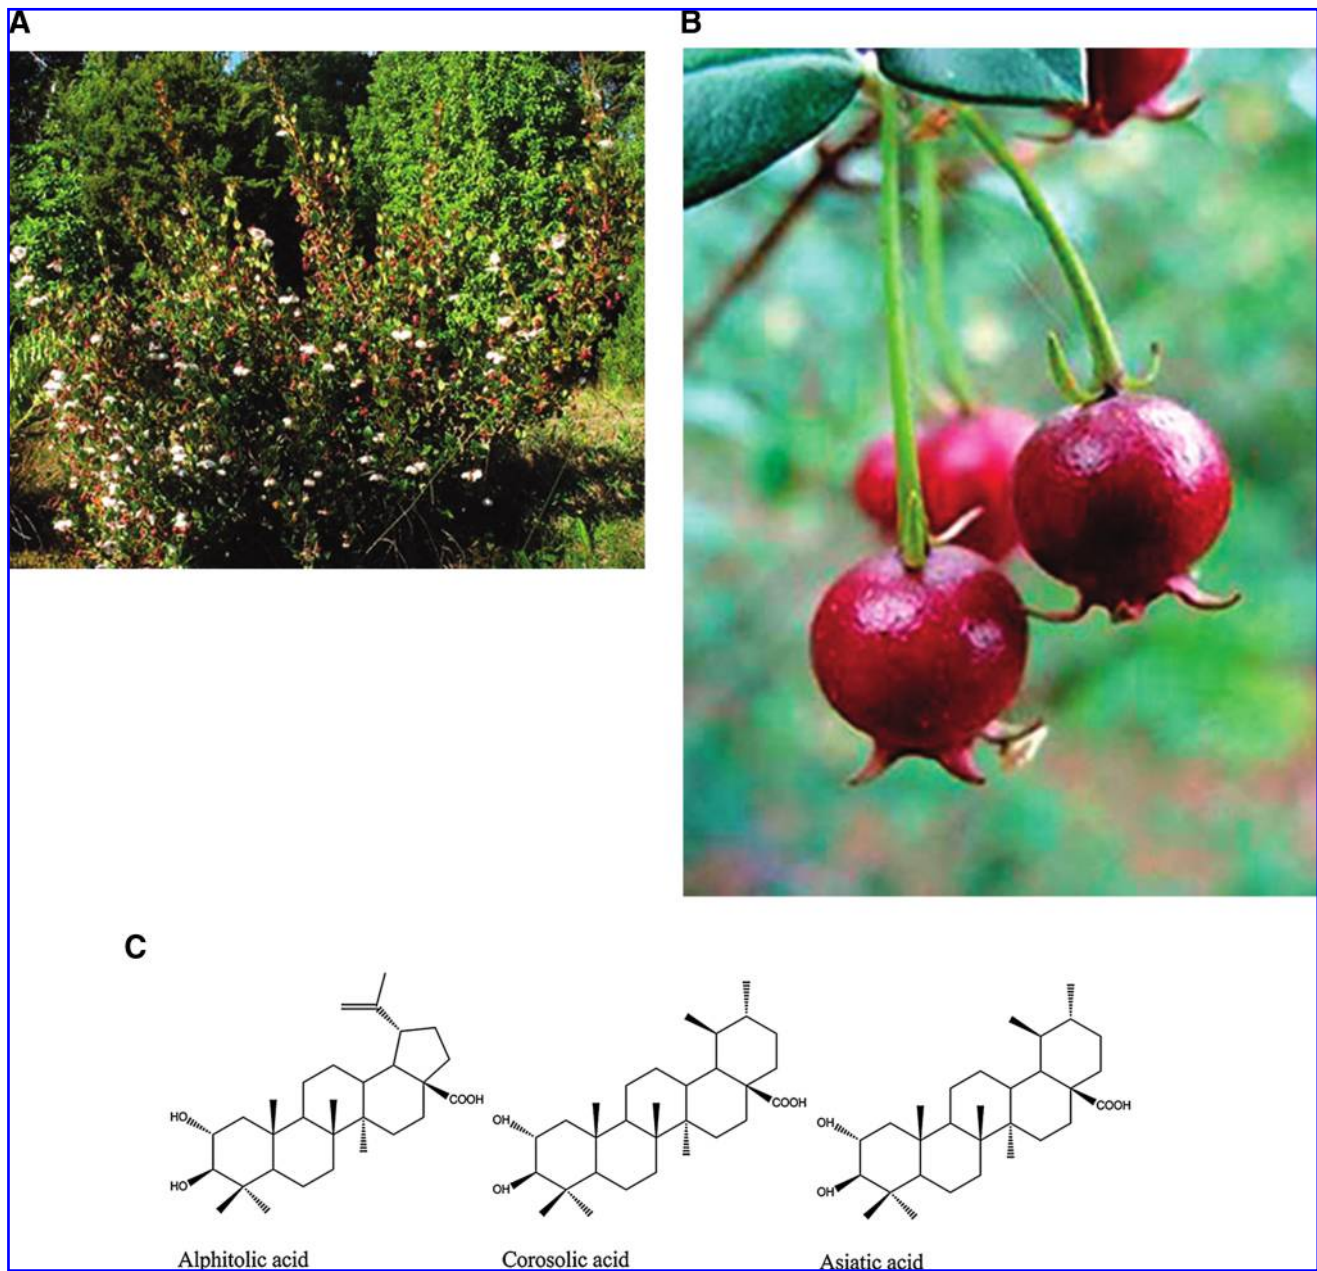 A
B
C
HO
HO
COOH
OH
OH
COOH
OH
OH
COOH
Alphitolic acid
Corosolic acid
Asiatic acid